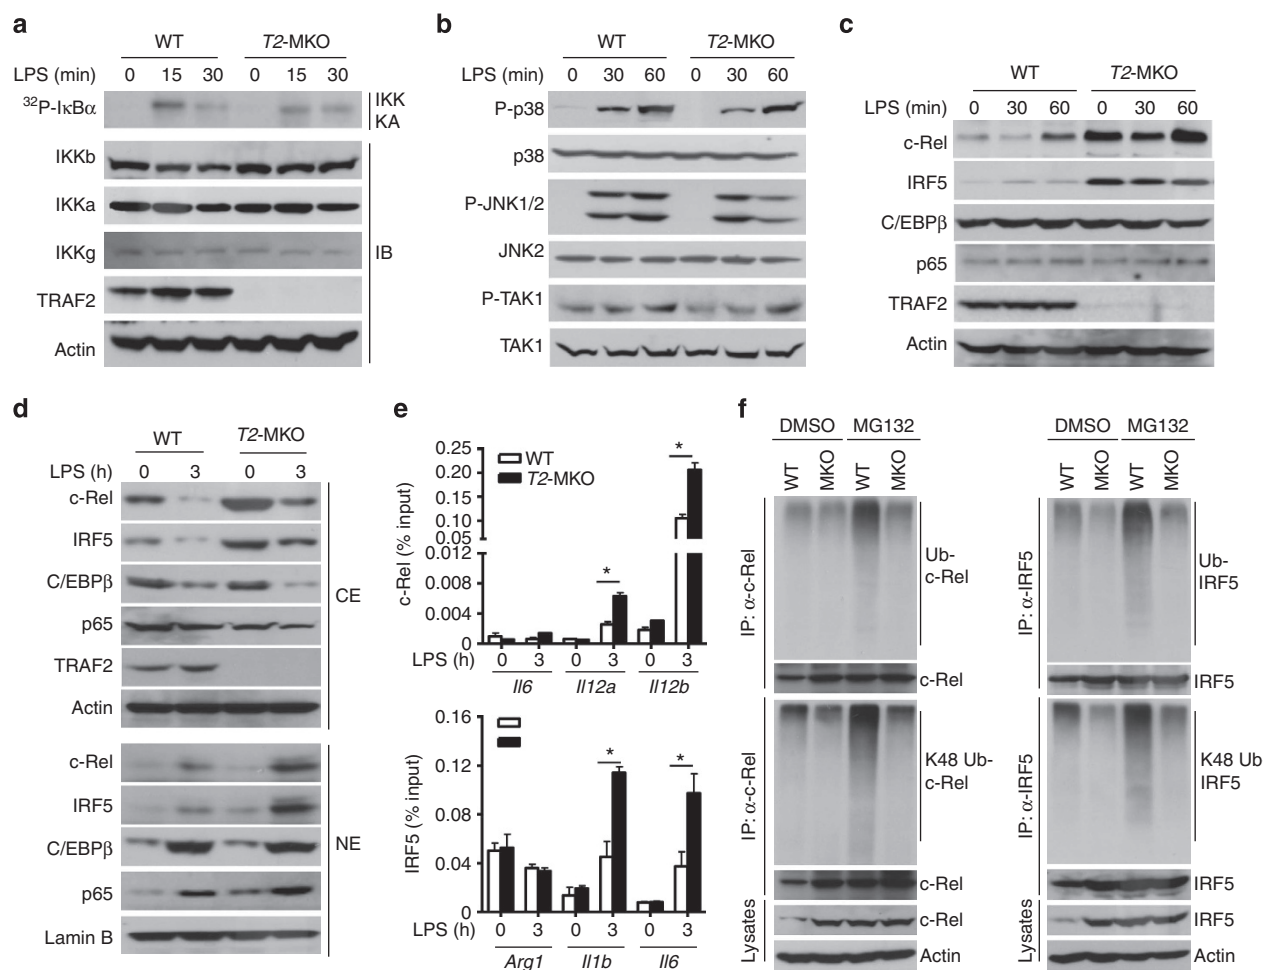 a
WT T2-MKO
LPS (min) 0 15 30 0 15 30
32P-IκBα IKK KA
IKKb
IKKa
IKKg IB
TRAF2
Actin
b
WT T2-MKO
LPS (min) 0 30 60 0 30 60
P-p38
p38
P-JNK1/2
JNK2
P-TAK1
TAK1
c
WT T2-MKO
LPS (min) 0 30 60 0 30 60
c-Rel
IRF5
C/EBPβ
p65
TRAF2
Actin
d
WT T2-MKO
LPS (h) 0 3 0 3
c-Rel
IRF5
C/EBPβ CE
p65
TRAF2
Actin
c-Rel
IRF5
C/EBPβ NE
p65
Lamin B
e
c-Rel (% input)
0.25
0.20
0.15
0.10
0.05
0.012
0.008
0.004
0
WT
T2-MKO
* *
LPS (h) 0 3 0 3 0 3
Il6 Il12a Il12b
IRF5 (% input)
0.16
0.12
0.08
0.04
0
* *
LPS (h) 0 3 0 3 0 3
Arg1 Il1b Il6
f
DMSO MG132
WT MKO WT MKO
IP: α-c-Rel
Ub-
c-Rel
c-Rel
IP: α-c-Rel
K48 Ub-
c-Rel
c-Rel
Lysates
c-Rel
Actin
DMSO MG132
WT MKO WT MKO
IP: α-IRF5
Ub-
IRF5
IRF5
IP: α-IRF5
K48 Ub
IRF5
IRF5
Lysates
IRF5
Actin